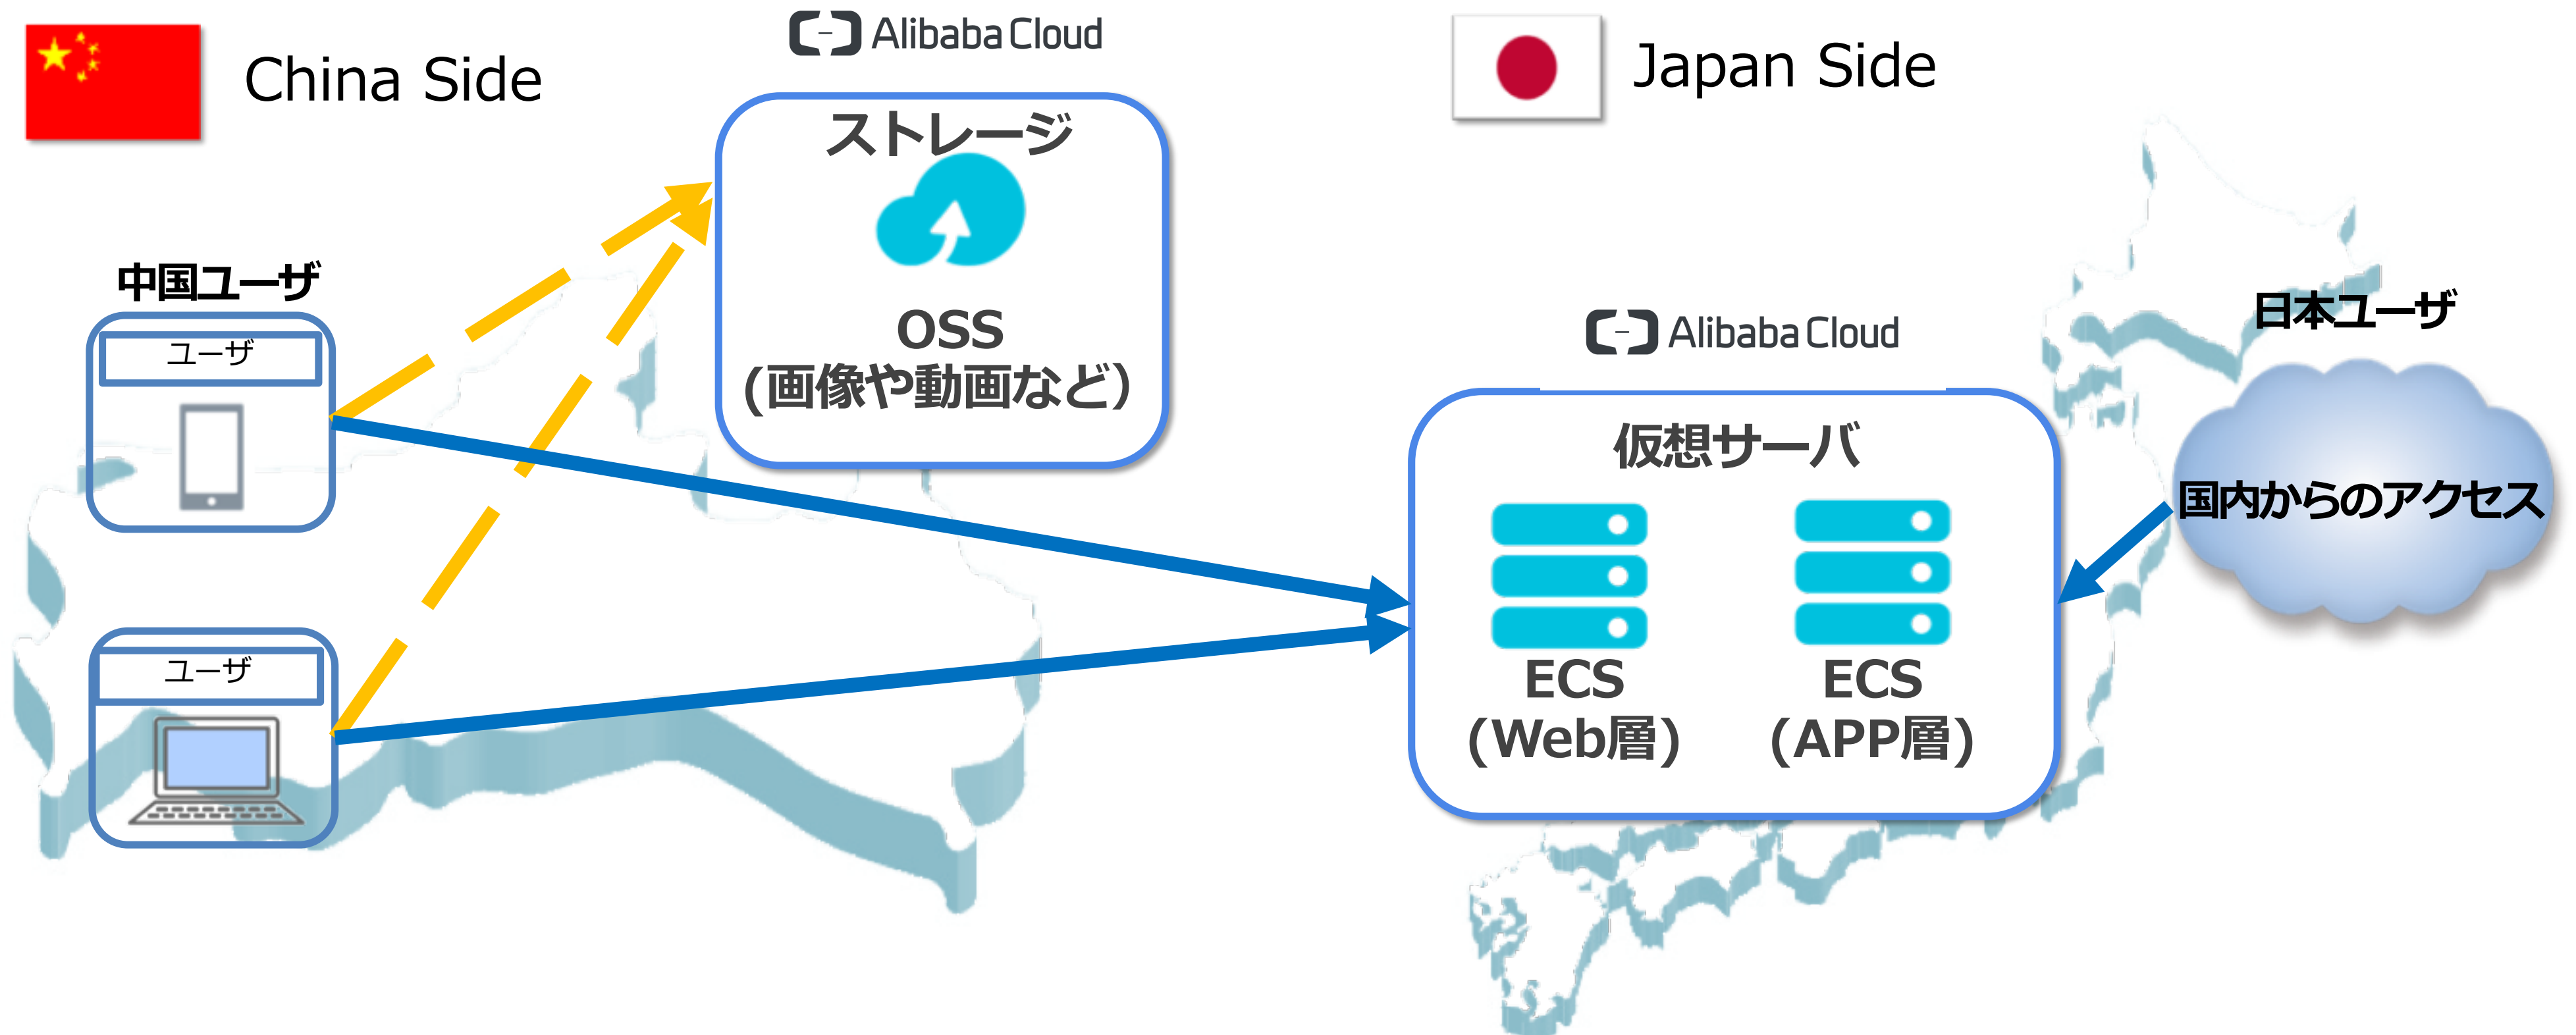 China Side
Alibaba Cloud
Japan Side
ストレージ
OSS
(画像や動画など)
中国ユーザ
ユーザ
ユーザ
Alibaba Cloud
仮想サーバ
ECS
(Web層)
ECS
(APP層)
日本ユーザ
国内からのアクセス